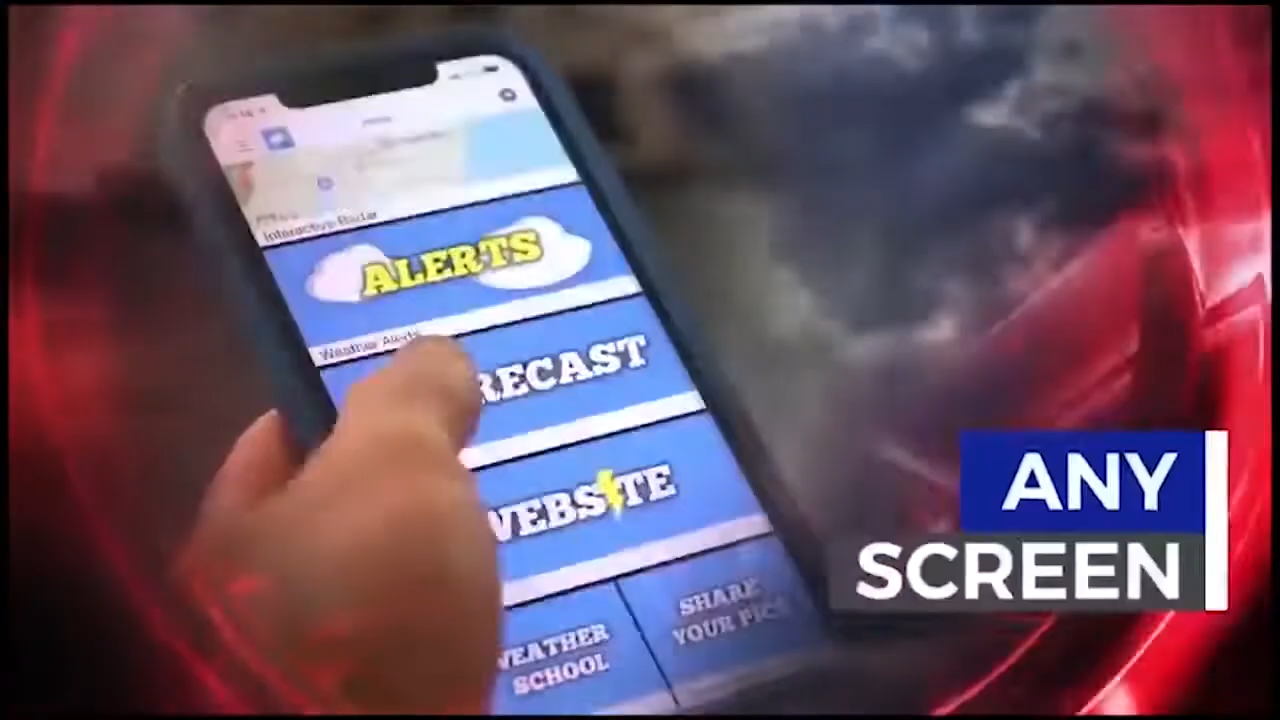 Interactive Radar
ALERTS
Weather Alerts
RECAST
WEBSITE
WEATHER
SCHOOL
SHARE
YOUR PICS
ANY
SCREEN